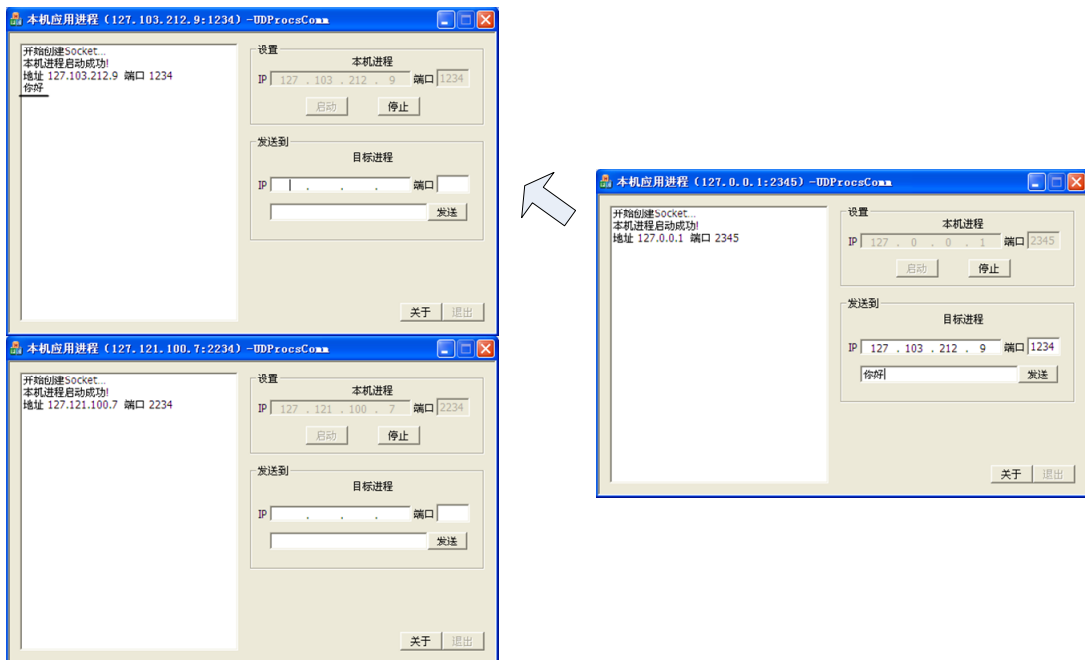 本机应用进程（127.103.212.9:1234）-UDProcsComm
开始创建Socket...
本机进程启动成功!
地址 127.103.212.9 端口 1234
你好
设置
本机进程
IP 127 . 103 . 212 . 9 端口 1234
启动 停止
发送到
目标进程
IP . . . 端口
发送
关于 退出
本机应用进程（127.121.100.7:2234）-UDProcsComm
开始创建Socket...
本机进程启动成功!
地址 127.121.100.7 端口 2234
设置
本机进程
IP 127 . 121 . 100 . 7 端口 2234
启动 停止
发送到
目标进程
IP . . . 端口
发送
关于 退出
本机应用进程（127.0.0.1:2345）-UDProcsComm
开始创建Socket...
本机进程启动成功!
地址 127.0.0.1 端口 2345
设置
本机进程
IP 127 . 0 . 0 . 1 端口 2345
启动 停止
发送到
目标进程
IP 127 . 103 . 212 . 9 端口 1234
你好 发送
关于 退出